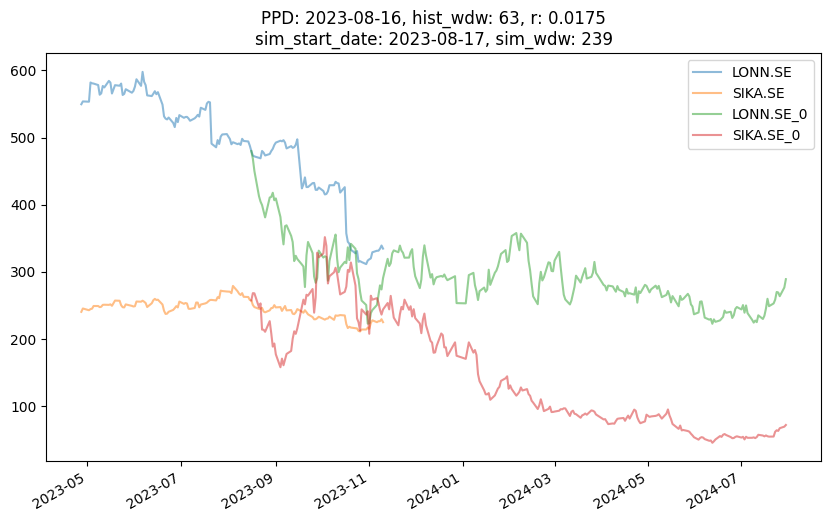 PPD: 2023-08-16, hist_wdw: 63, r: 0.0175
sim_start_date: 2023-08-17, sim_wdw: 239
LONN.SE
SIKA.SE
LONN.SE_0
SIKA.SE_0
600
500
400
300
200
100
2023-05
2023-07
2023-09
2023-11
2024-01
2024-03
2024-05
2024-07